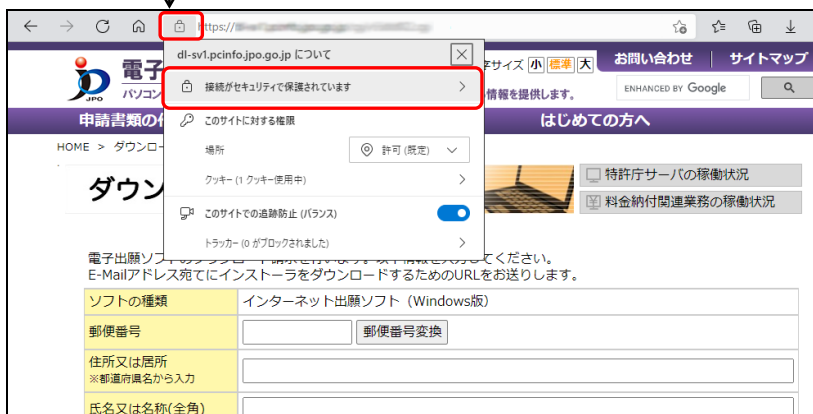 https://
dl-sv1.pcinfo.jpo.go.jp について
接続がセキュリティで保護されています
このサイトに対する権限
場所
許可 (既定)
クッキー (1 クッキー使用中)
このサイトでの追跡防止 (バランス)
トラッカー (0 がブロックされました)
JPO
電子
パソコン
字サイズ 小 標準 大
お問い合わせ
サイトマップ
情報を提供します。
ENHANCED BY Google
申請書類の
はじめての方へ
HOME > ダウンロー
ダウン
特許庁サーバの稼働状況
料金納付関連業務の稼働状況
電子出願ソフト
てください。
E-Mailアドレス宛てにインストーラをダウンロードするためのURLをお送りします。
ソフトの種類
インターネット出願ソフト（Windows版）
郵便番号
郵便番号変換
住所又は居所
※都道府県名から入力
氏名又は名称(全角)